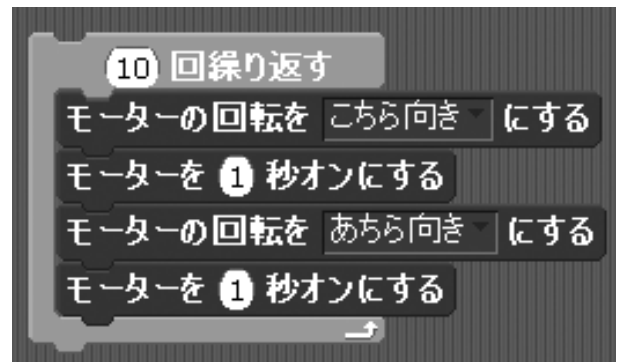 10 回繰り返す
モーターの回転を こちら向き にする
モーターを 1 秒オンにする
モーターの回転を あちら向き にする
モーターを 1 秒オンにする